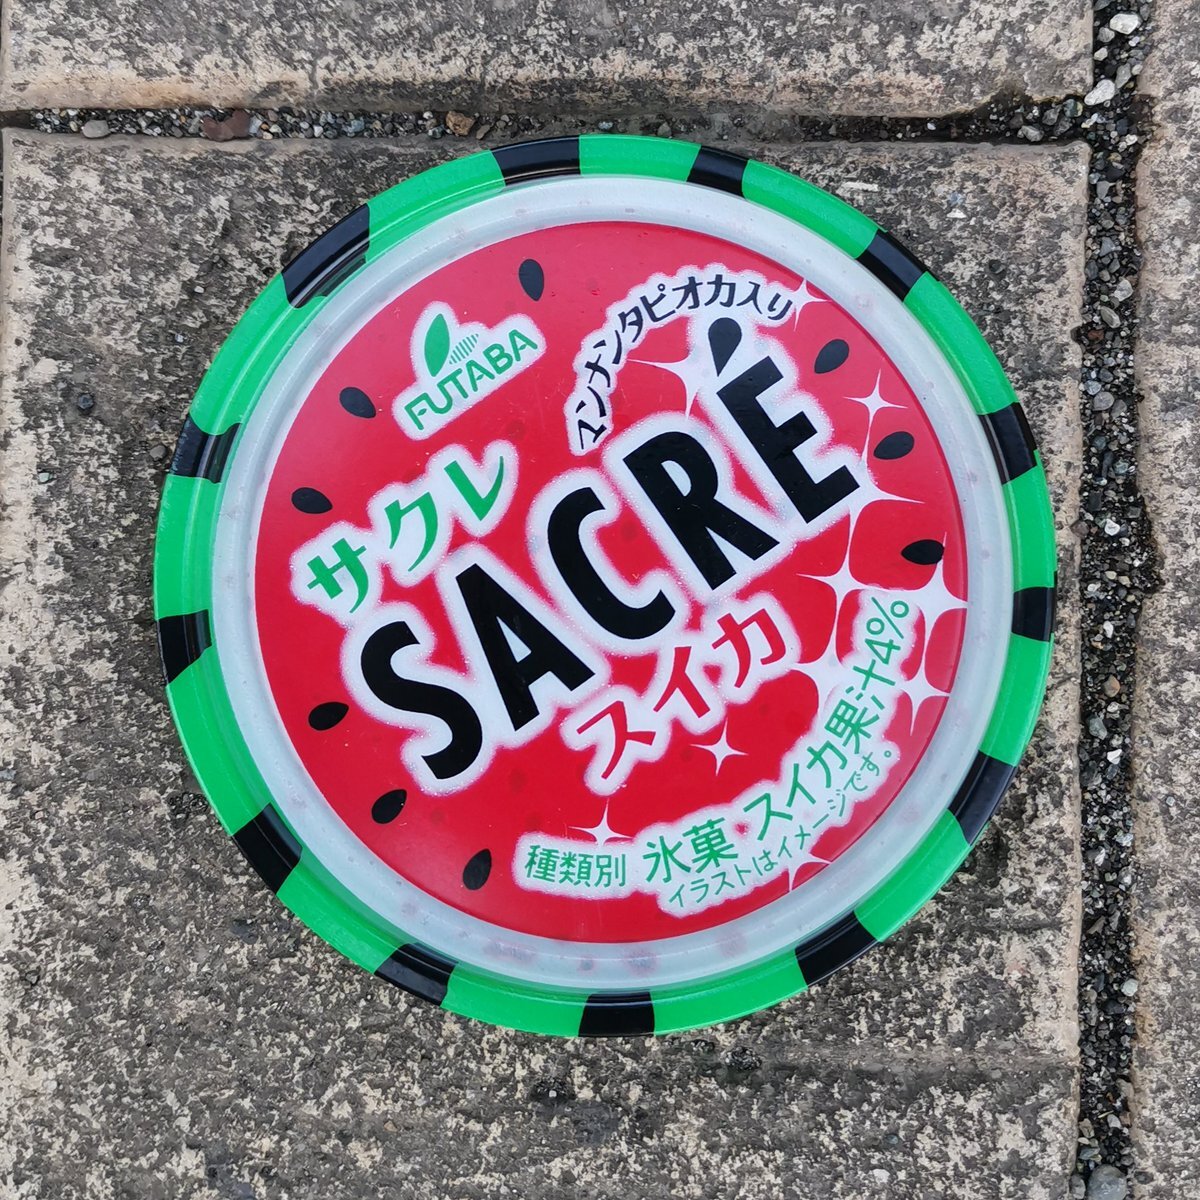 FUTABA
ユンナンタピオカ入り
サクレ
SACRÉ
スイカ
種類別 氷菓・スイカ果汁4%
イラストはイメージです。